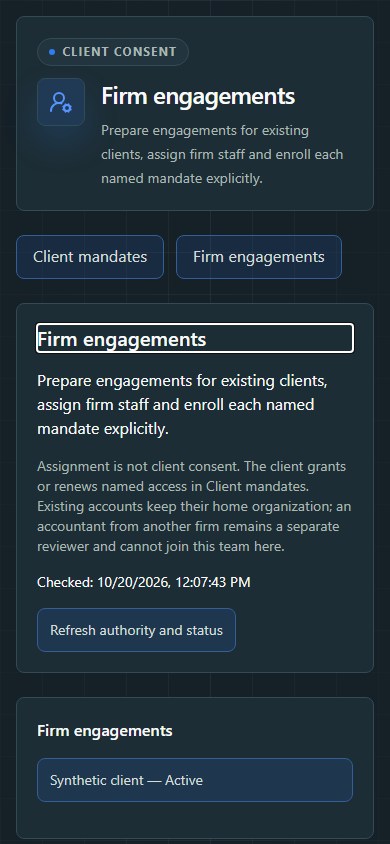 CLIENT CONSENT
Firm engagements
Prepare engagements for existing
clients, assign firm staff and enroll each
named mandate explicitly.
Client mandates
Firm engagements
Firm engagements
Prepare engagements for existing clients,
assign firm staff and enroll each named
mandate explicitly.
Assignment is not client consent. The client grants
or renews named access in Client mandates.
Existing accounts keep their home organization; an
accountant from another firm remains a separate
reviewer and cannot join this team here.
Checked: 10/20/2026, 12:07:43 PM
Refresh authority and status
Firm engagements
Synthetic client — Active